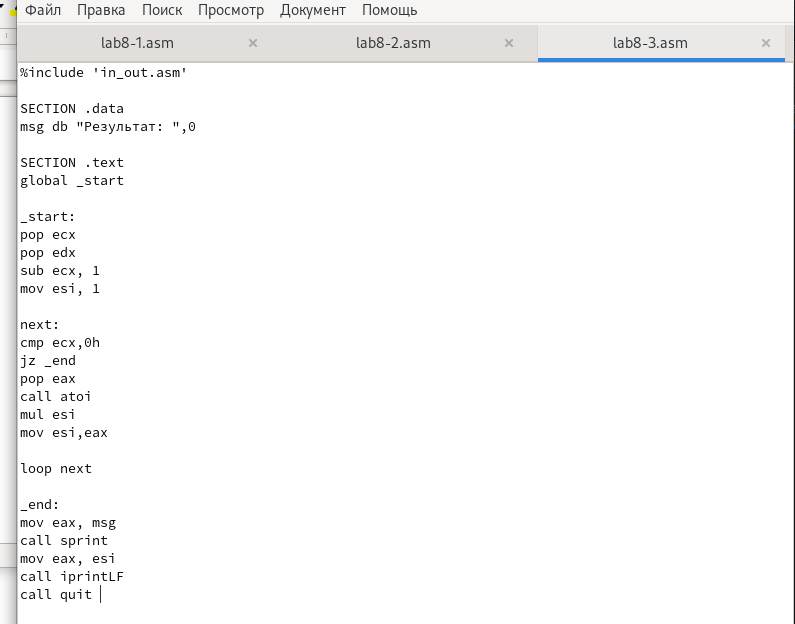 Файл Правка Поиск Просмотр Документ Помощь
lab8-1.asm × lab8-2.asm × lab8-3.asm ×
%include 'in_out.asm'
SECTION .data
msg db "Результат: ",0
SECTION .text
global _start
_start:
pop ecx
pop edx
sub ecx, 1
mov esi, 1
next:
cmp ecx,0h
jz _end
pop eax
call atoi
mul esi
mov esi,eax
loop next
_end:
mov eax, msg
call sprint
mov eax, esi
call iprintLF
call quit